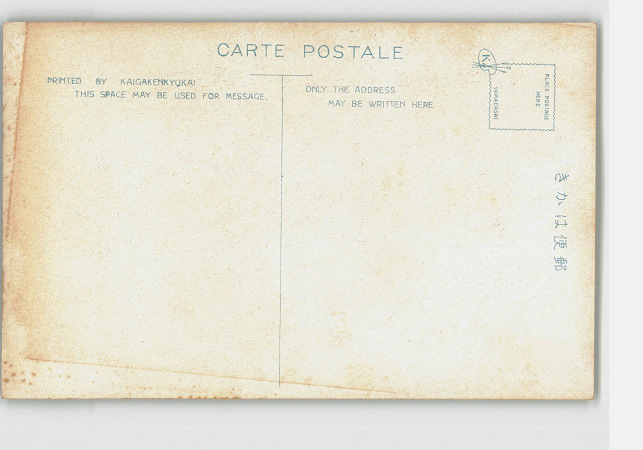 CARTE POSTALE
PRINTED BY KAIGAKENKYUKAI
THIS SPACE MAY BE USED FOR MESSAGE.
ONLY THE ADDRESS
MAY BE WRITTEN HERE
K
PLACE POSTAGE
HERE
YAMADASHI
きかは便郵